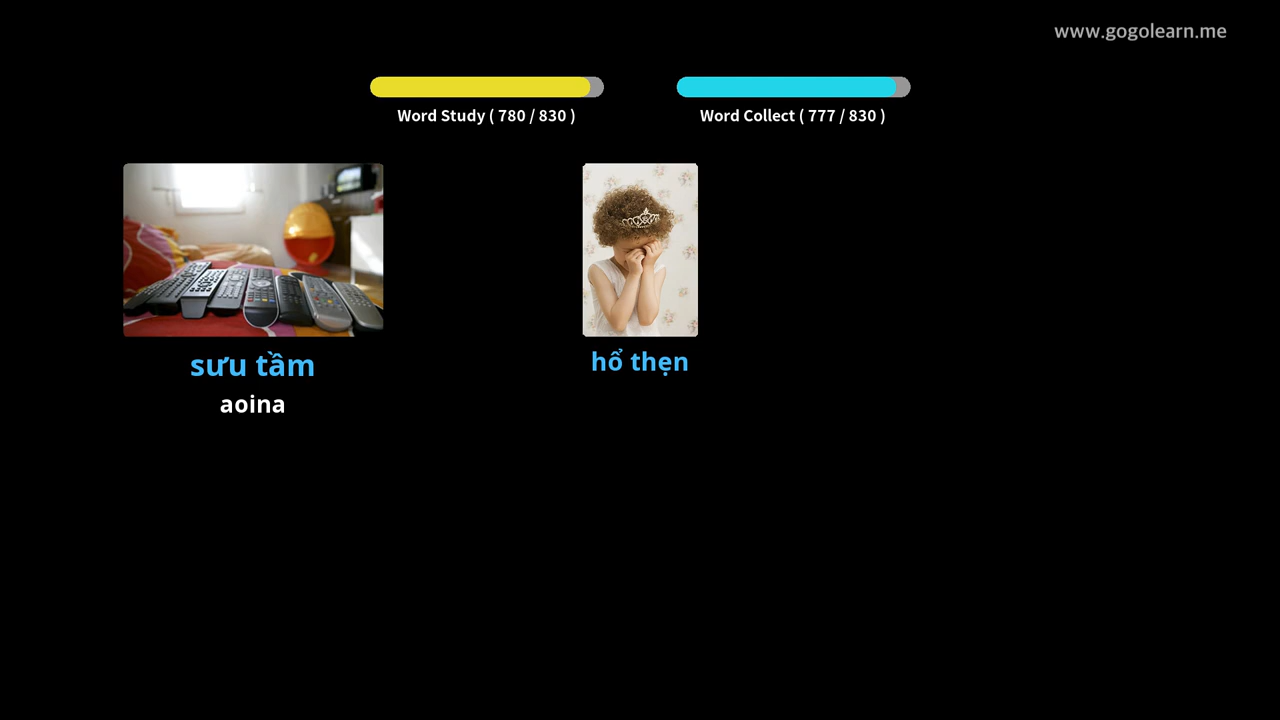 www.gogolearn.me
Word Study ( 780 / 830 )
Word Collect ( 777 / 830 )
sưu tầm
aoina
hổ thẹn